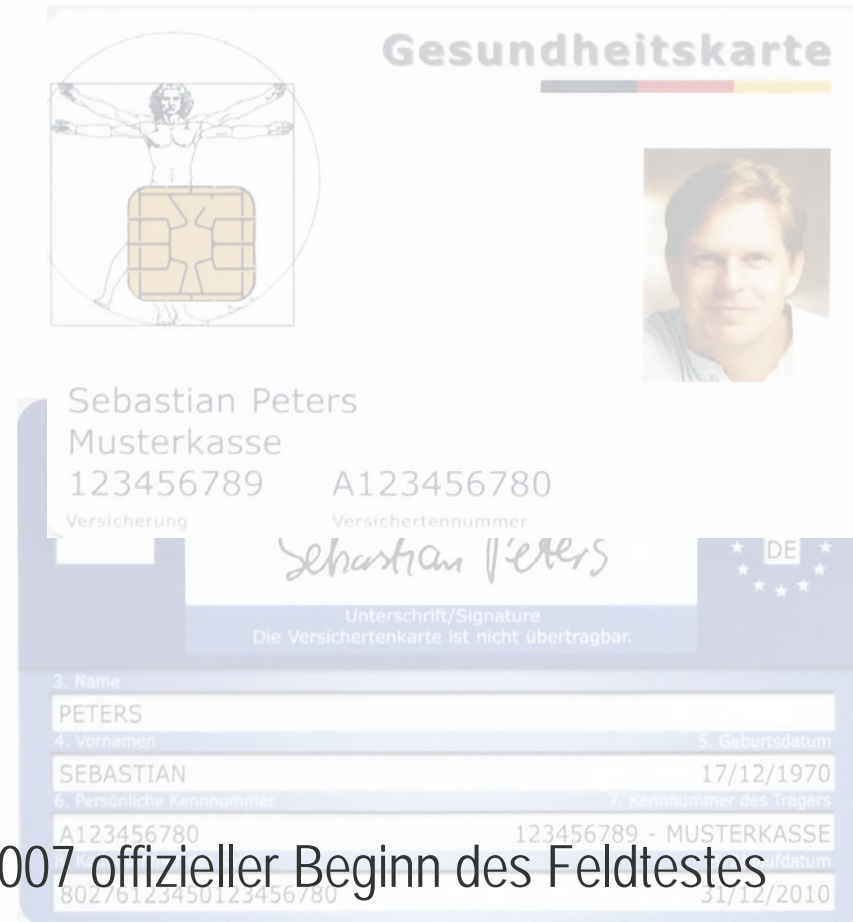 Gesundheitskarte
Sebastian Peters
Musterkasse
123456789 A123456780
Versicherung Versichertennummer
Sebastian Peters
DE
Unterschrift/Signature
Die Versichertenkarte ist nicht übertragbar.
3. Name
PETERS
4. Vornamen 5. Geburtsdatum
SEBASTIAN 17/12/1970
6. Persönliche Kennnummer 7. Kennnummer des Trägers
A123456780 123456789 - MUSTERKASSE
007 offizieller Beginn des Feldtestes
80276123450123456780 31/12/2010